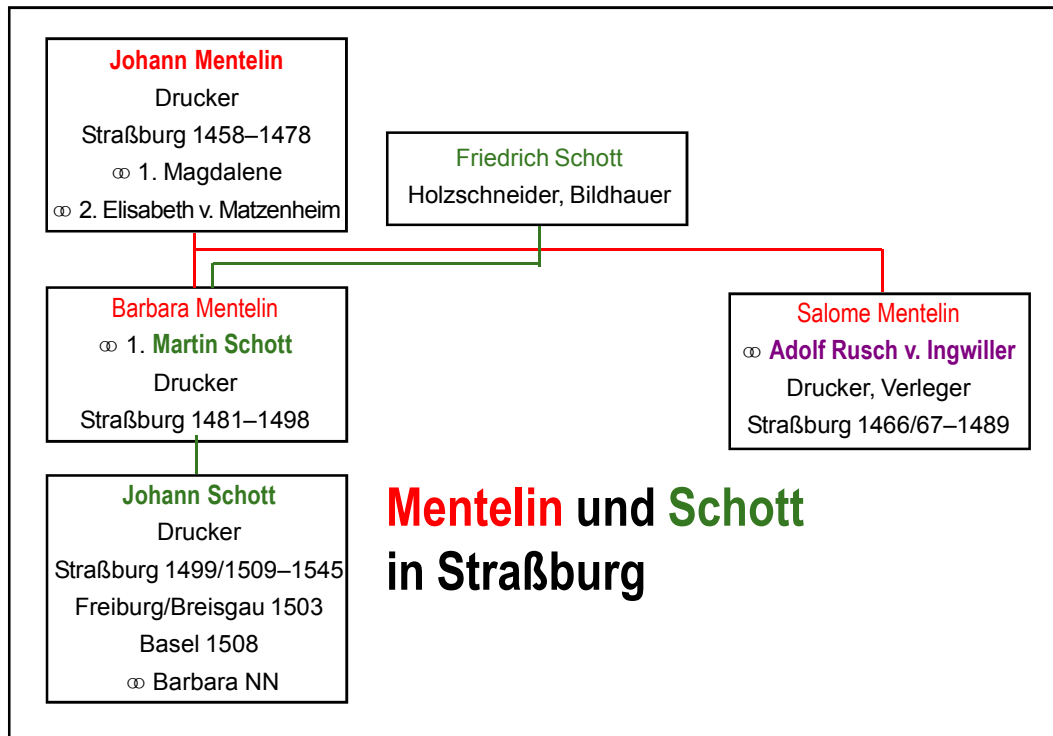 Johann Mentelin
Drucker
Straßburg 1458–1478
⚭ 1. Magdalene
⚭ 2. Elisabeth v. Matzenheim
Friedrich Schott
Holzschneider, Bildhauer
Barbara Mentelin
⚭ 1. Martin Schott
Drucker
Straßburg 1481–1498
Salome Mentelin
⚭ Adolf Rusch v. Ingwiller
Drucker, Verleger
Straßburg 1466/67–1489
Johann Schott
Drucker
Straßburg 1499/1509–1545
Freiburg/Breisgau 1503
Basel 1508
⚭ Barbara NN
Mentelin und Schott
in Straßburg